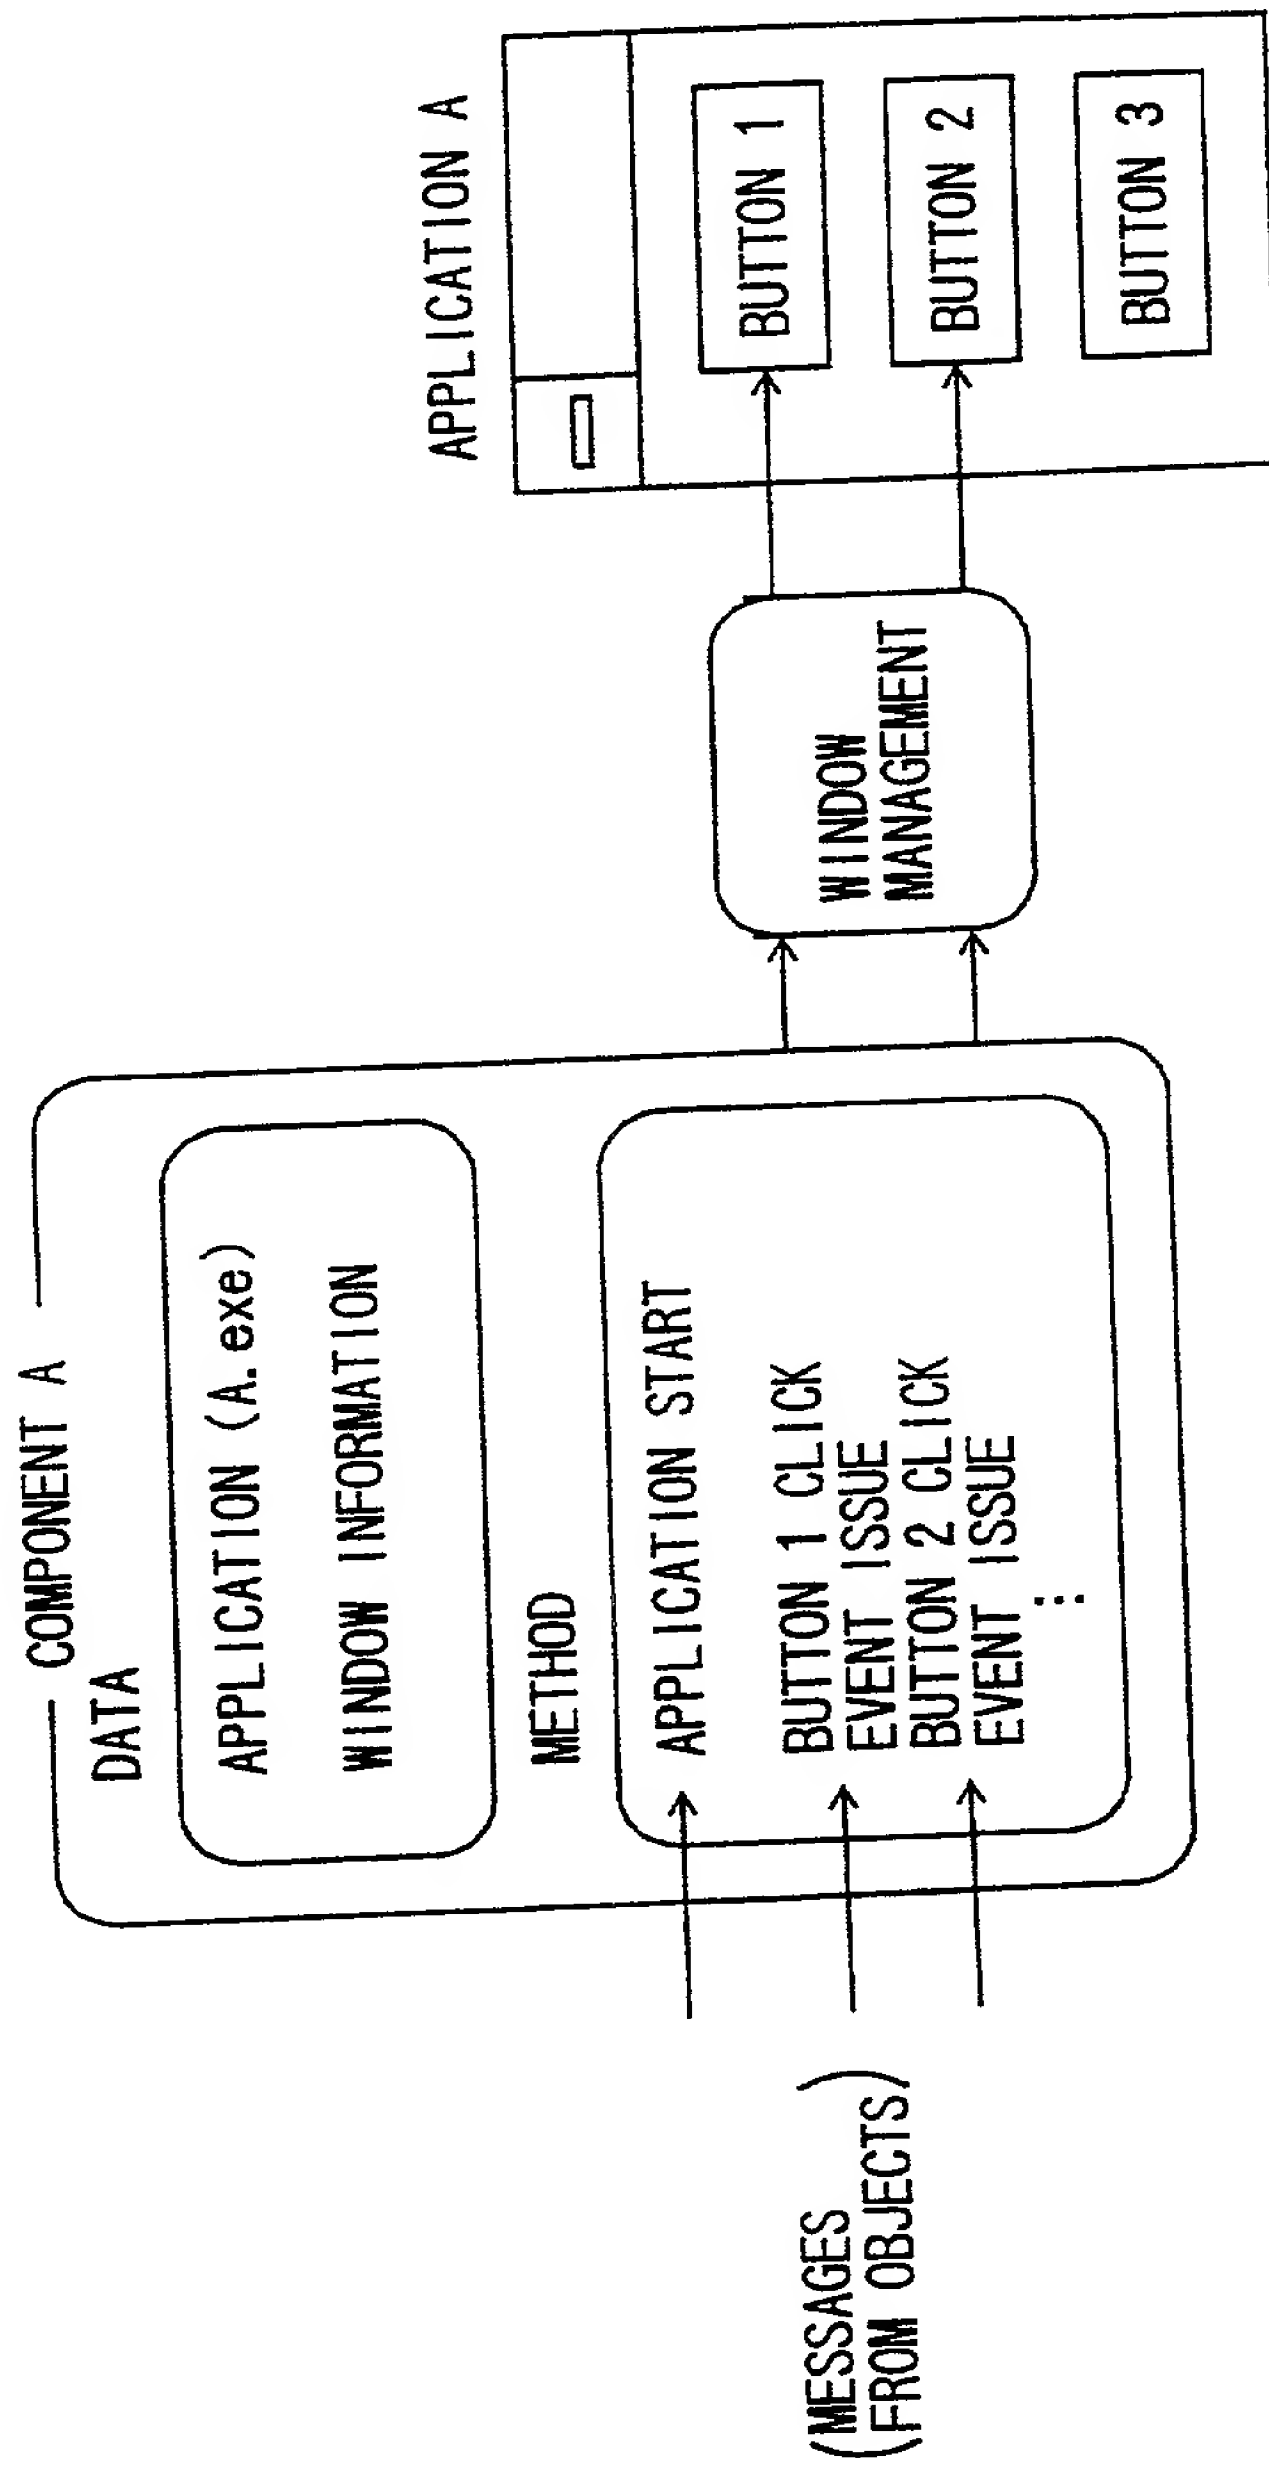 COMPONENT A
DATA
APPLICATION (A.exe)
WINDOW INFORMATION
METHOD
APPLICATION START
BUTTON 1 CLICK
EVENT ISSUE
BUTTON 2 CLICK
EVENT ISSUE
⋮
(MESSAGES
FROM OBJECTS)
WINDOW
MANAGEMENT
APPLICATION A
BUTTON 1
BUTTON 2
BUTTON 3